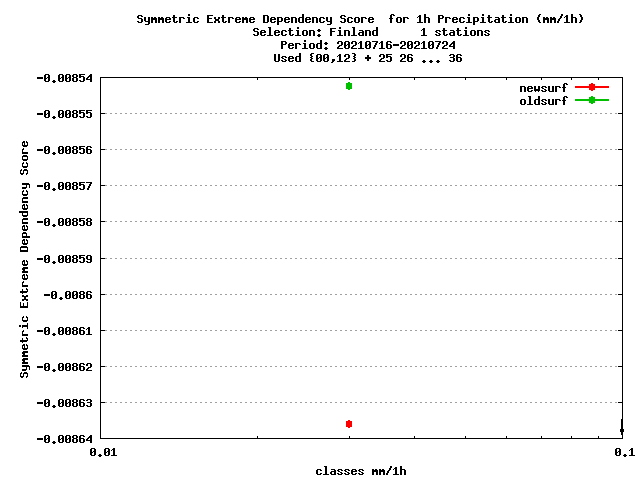 Symmetric Extreme Dependency Score  for 1h Precipitation (mm/1h)
Selection: Finland      1 stations
Period: 20210716-20210724
Used {00,12} + 25 26 ... 36
newsurf
oldsurf
-0.00854
-0.00855
-0.00856
-0.00857
-0.00858
-0.00859
-0.0086
-0.00861
-0.00862
-0.00863
-0.00864
Symmetric Extreme Dependency Score
0.01
0.1
classes mm/1h